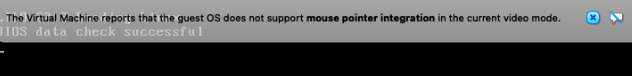 The Virtual Machine reports that the guest OS does not support mouse pointer integration in the current video mode.
BIOS data check successful